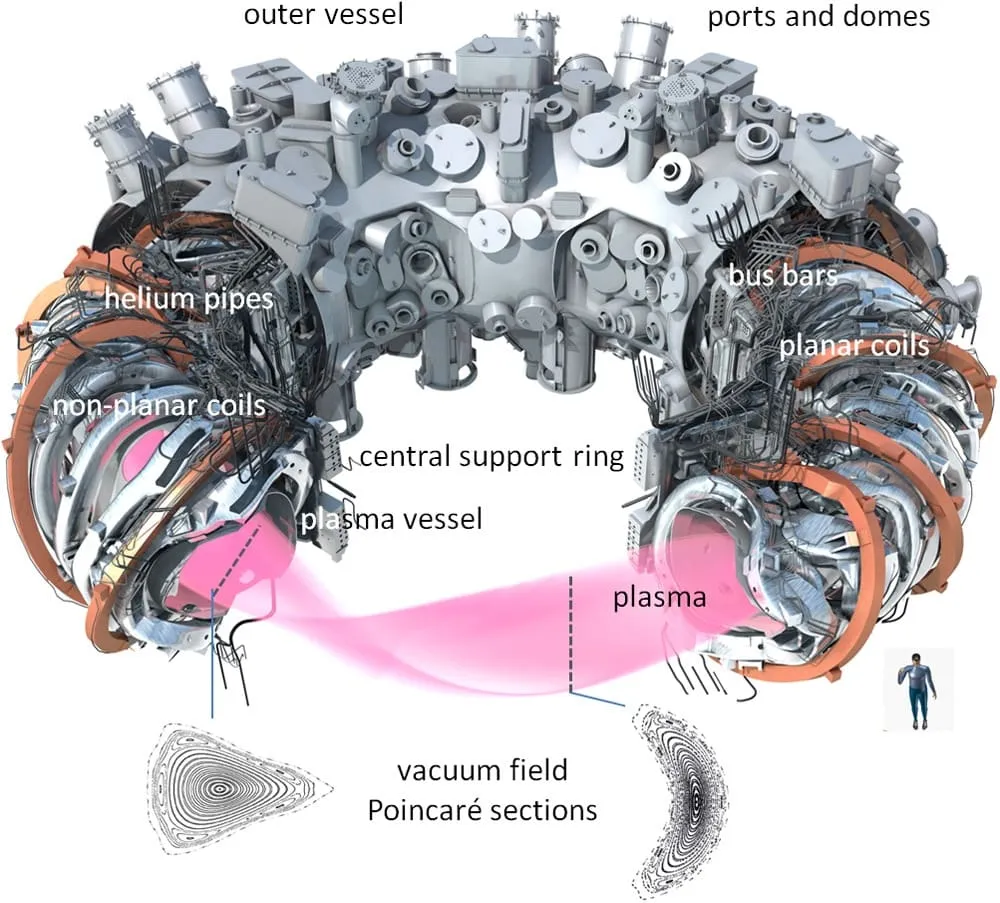 outer vessel
ports and domes
bus bars
helium pipes
planar coils
non-planar coils
central support ring
plasma vessel
plasma
vacuum field
Poincaré sections